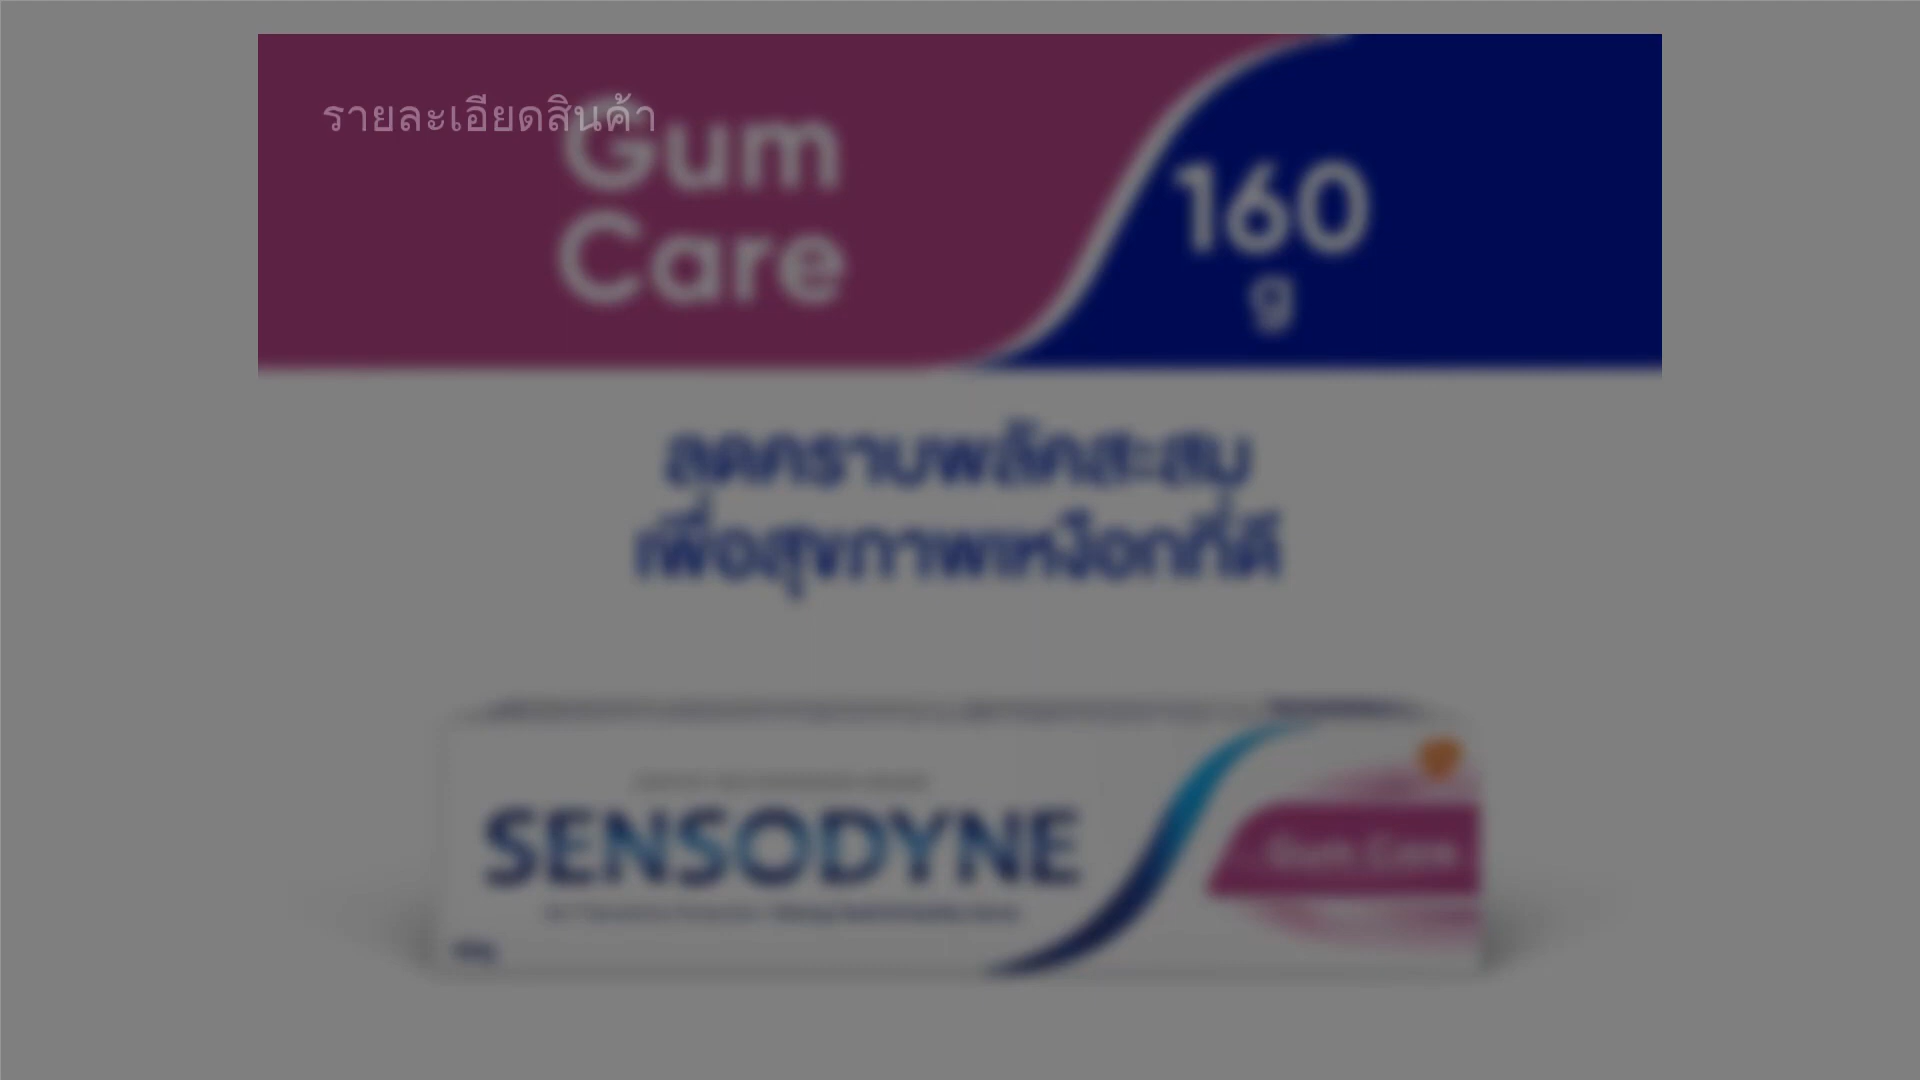 รายละเอียดสินค้า
Gum
Care
160
g
ลดคราบพลัคสะสม
เพื่อสุขภาพเหงือกที่ดี
SENSODYNE
Gum Care